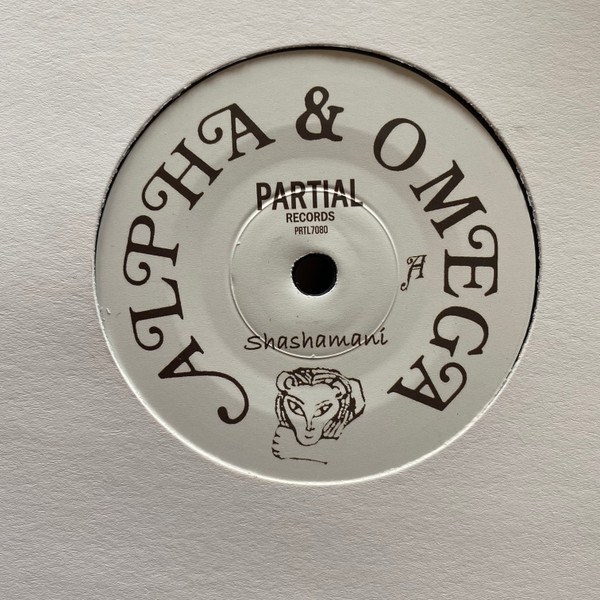 ALPHA & OMEGA
PARTIAL
RECORDS
PRTL7080
A
Shashamani